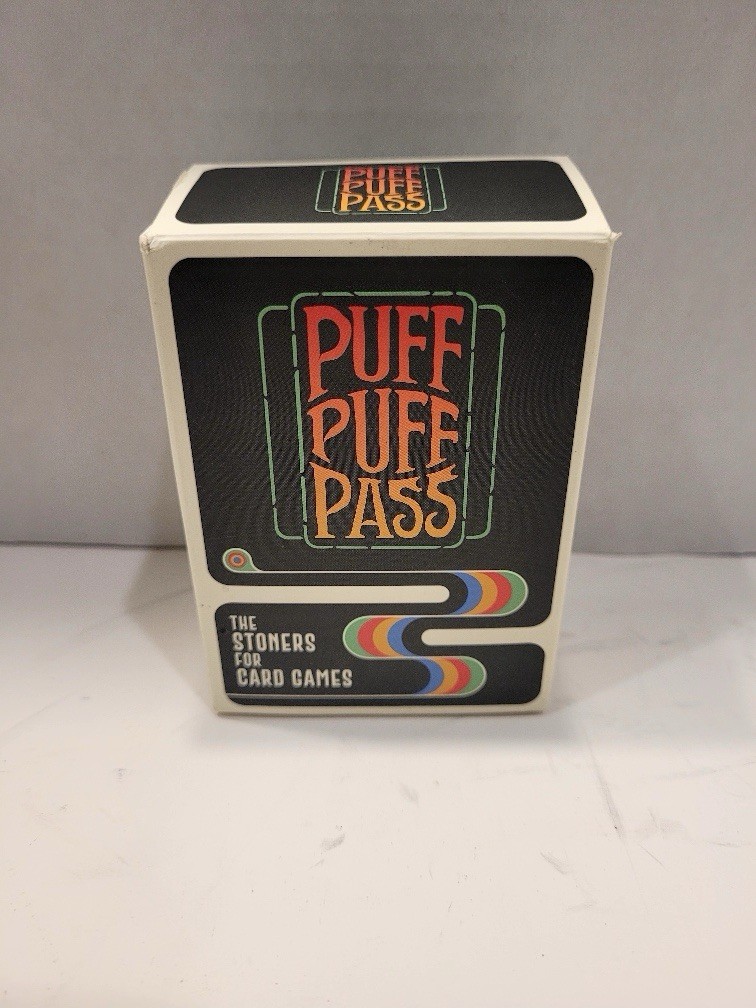 PUFF
PUFF
PASS
PUFF
PUFF
PASS
THE
STONERS
FOR
CARD GAMES